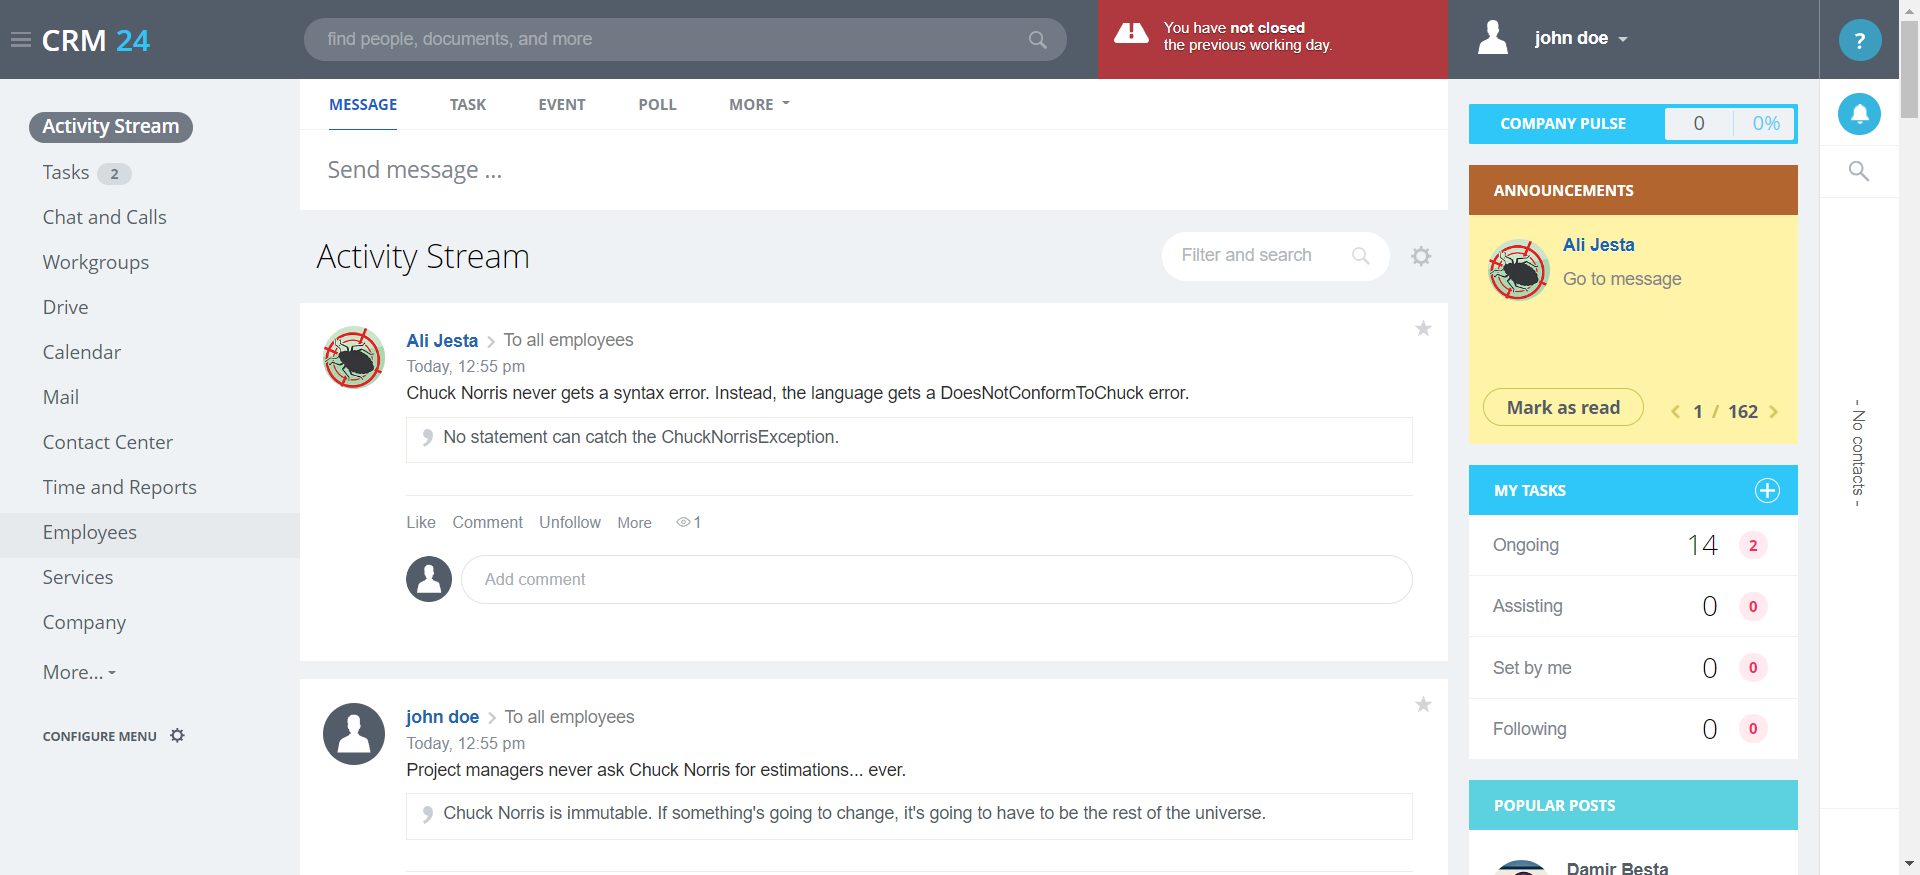 CRM 24
find people, documents, and more
You have not closed
the previous working day.
john doe
?
Activity Stream
Tasks 2
Chat and Calls
Workgroups
Drive
Calendar
Mail
Contact Center
Time and Reports
Employees
Services
Company
More...
CONFIGURE MENU
MESSAGE TASK EVENT POLL MORE
Send message ...
Activity Stream
Filter and search
Ali Jesta To all employees
Today, 12:55 pm
Chuck Norris never gets a syntax error. Instead, the language gets a DoesNotConformToChuck error.
No statement can catch the ChuckNorrisException.
Like Comment Unfollow More 1
Add comment
john doe To all employees
Today, 12:55 pm
Project managers never ask Chuck Norris for estimations... ever.
Chuck Norris is immutable. If something's going to change, it's going to have to be the rest of the universe.
COMPANY PULSE 0 0%
ANNOUNCEMENTS
Ali Jesta
Go to message
Mark as read 1 / 162
MY TASKS
Ongoing 14 2
Assisting 0 0
Set by me 0 0
Following 0 0
POPULAR POSTS
Damir Besta
- No contacts -